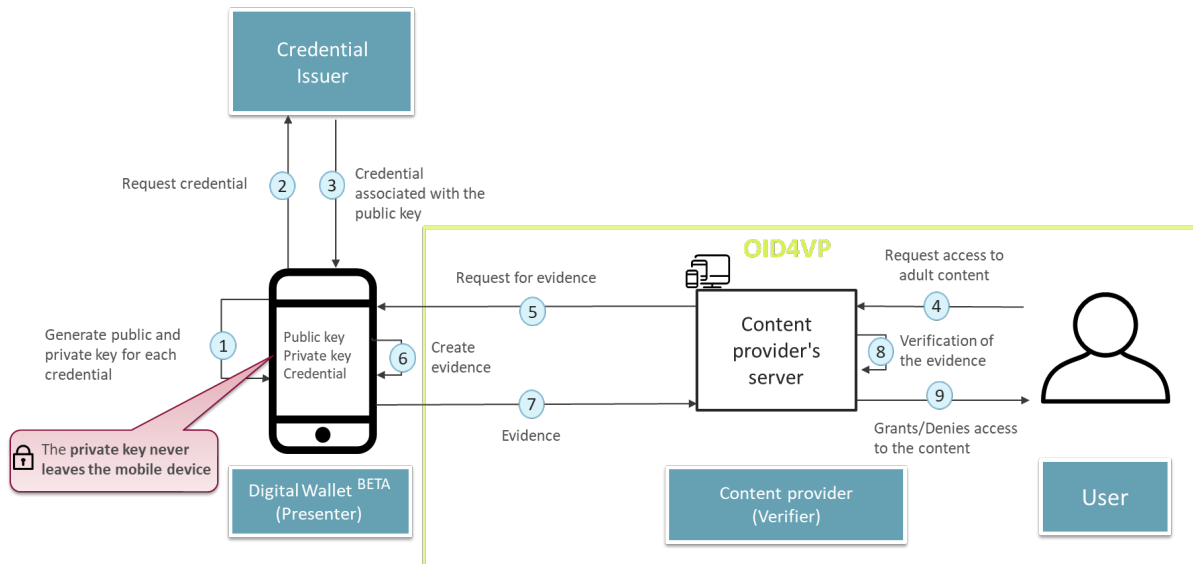 Credential
Issuer
Request credential
2
3
Credential
associated with the
public key
OID4VP
Request for evidence
5
Request access to
adult content
4
Generate public and
private key for each
credential
1
Public key
Private key
Credential
6
Create
evidence
Content
provider's
server
8
Verification of
the evidence
7
Evidence
9
Grants/Denies access
to the content
The private key never
leaves the mobile device
Digital Wallet BETA
(Presenter)
Content provider
(Verifier)
User